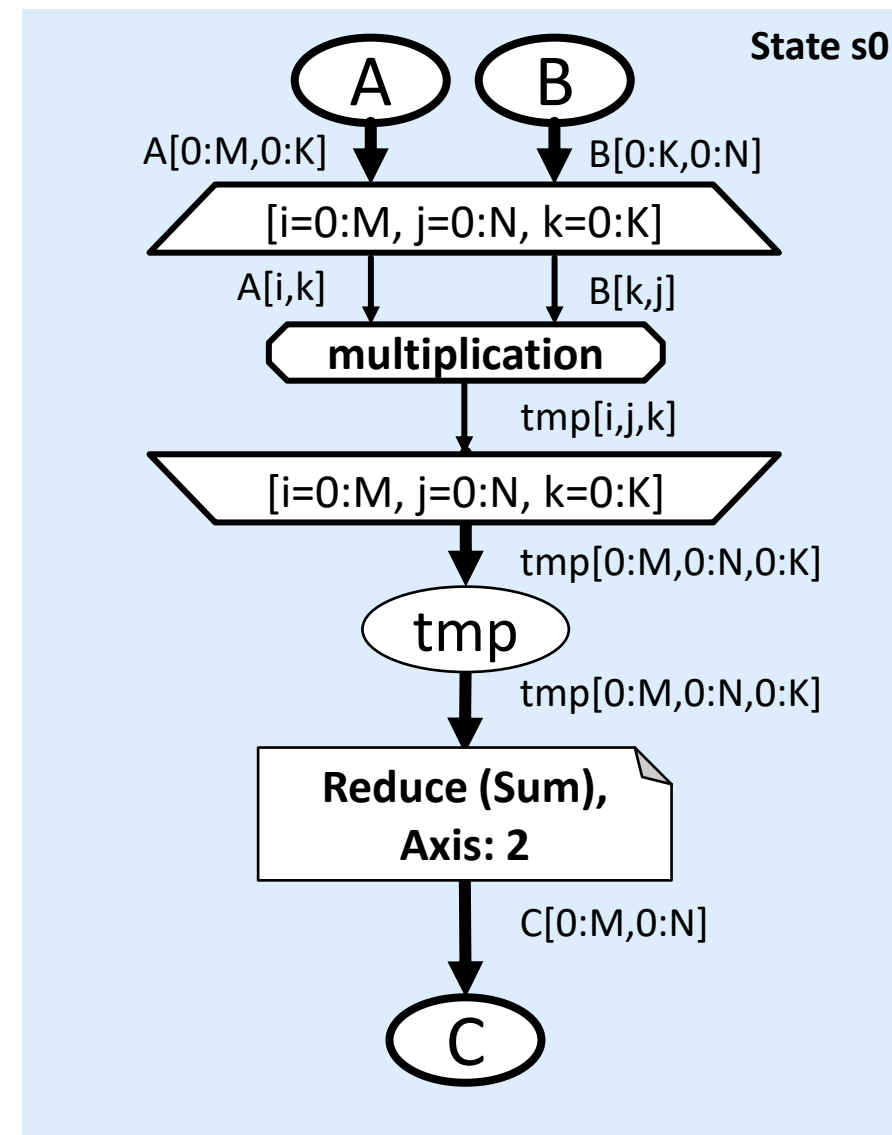 State s0
A
B
A[0:M,0:K]
B[0:K,0:N]
[i=0:M, j=0:N, k=0:K]
A[i,k]
B[k,j]
multiplication
tmp[i,j,k]
[i=0:M, j=0:N, k=0:K]
tmp[0:M,0:N,0:K]
tmp
tmp[0:M,0:N,0:K]
Reduce (Sum),
Axis: 2
C[0:M,0:N]
C